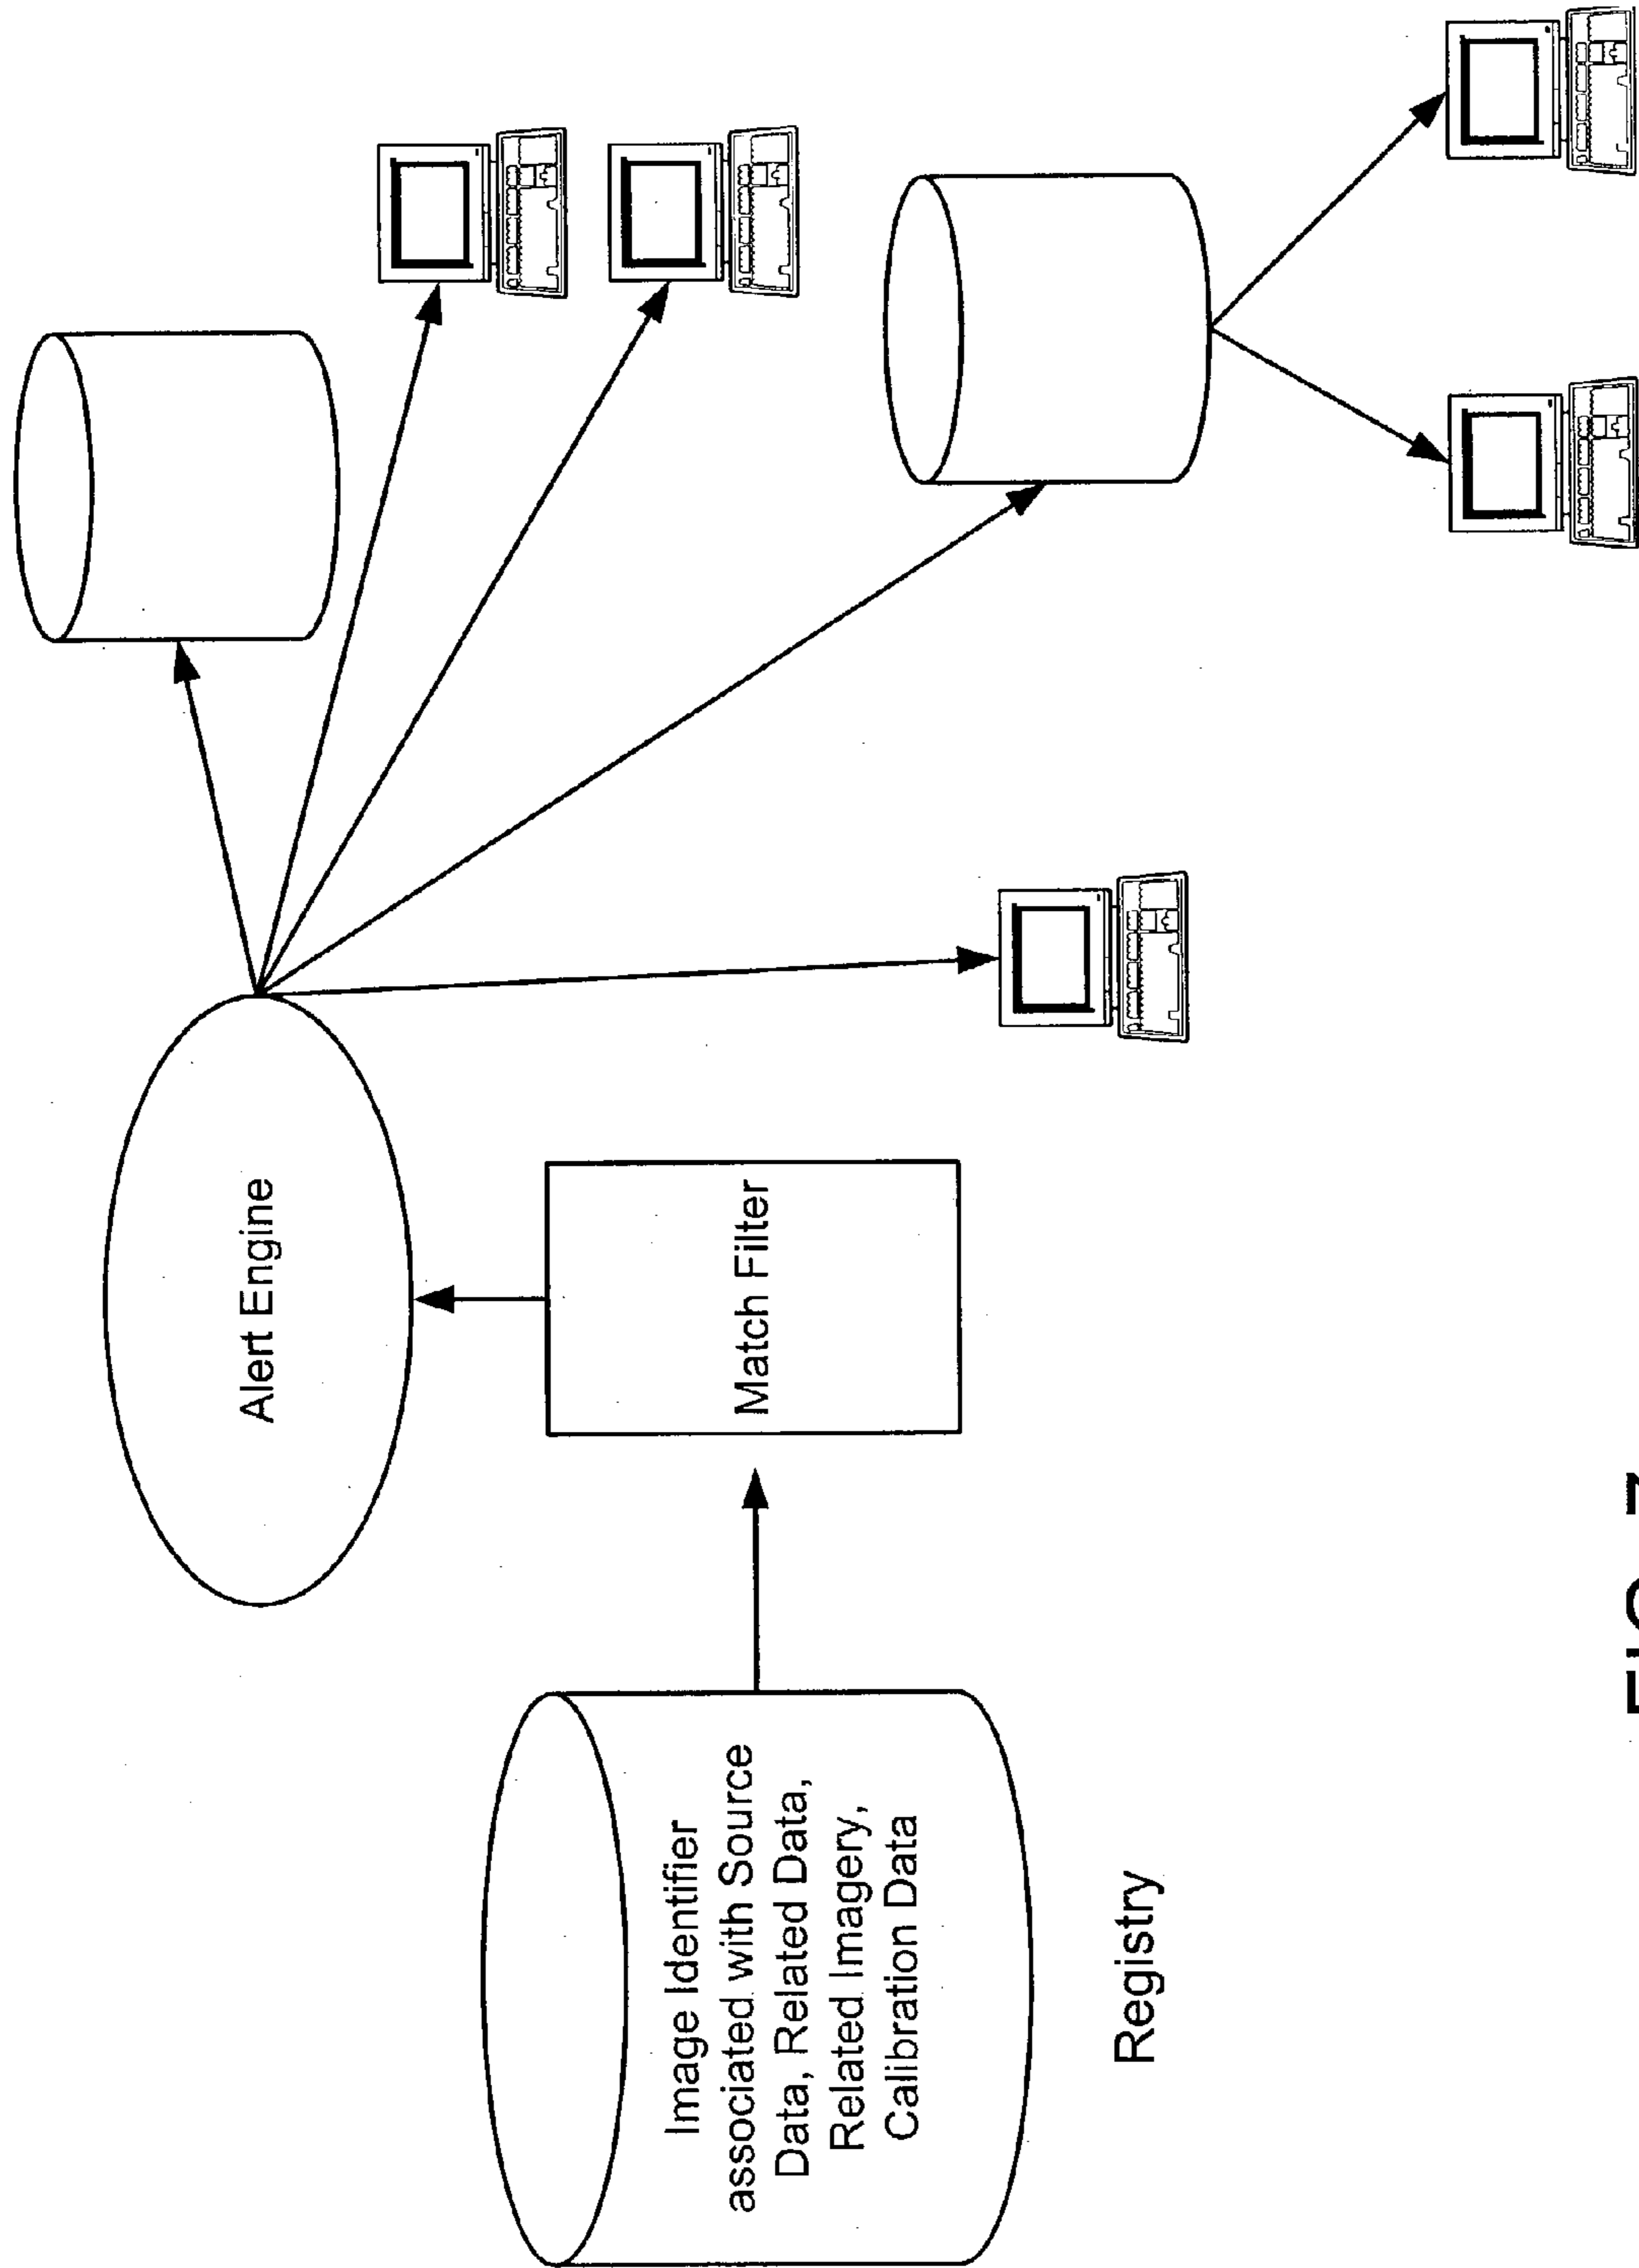 Alert Engine
Match Filter
Image Identifier
associated with Source
Data, Related Data,
Related Imagery,
Calibration Data
Registry